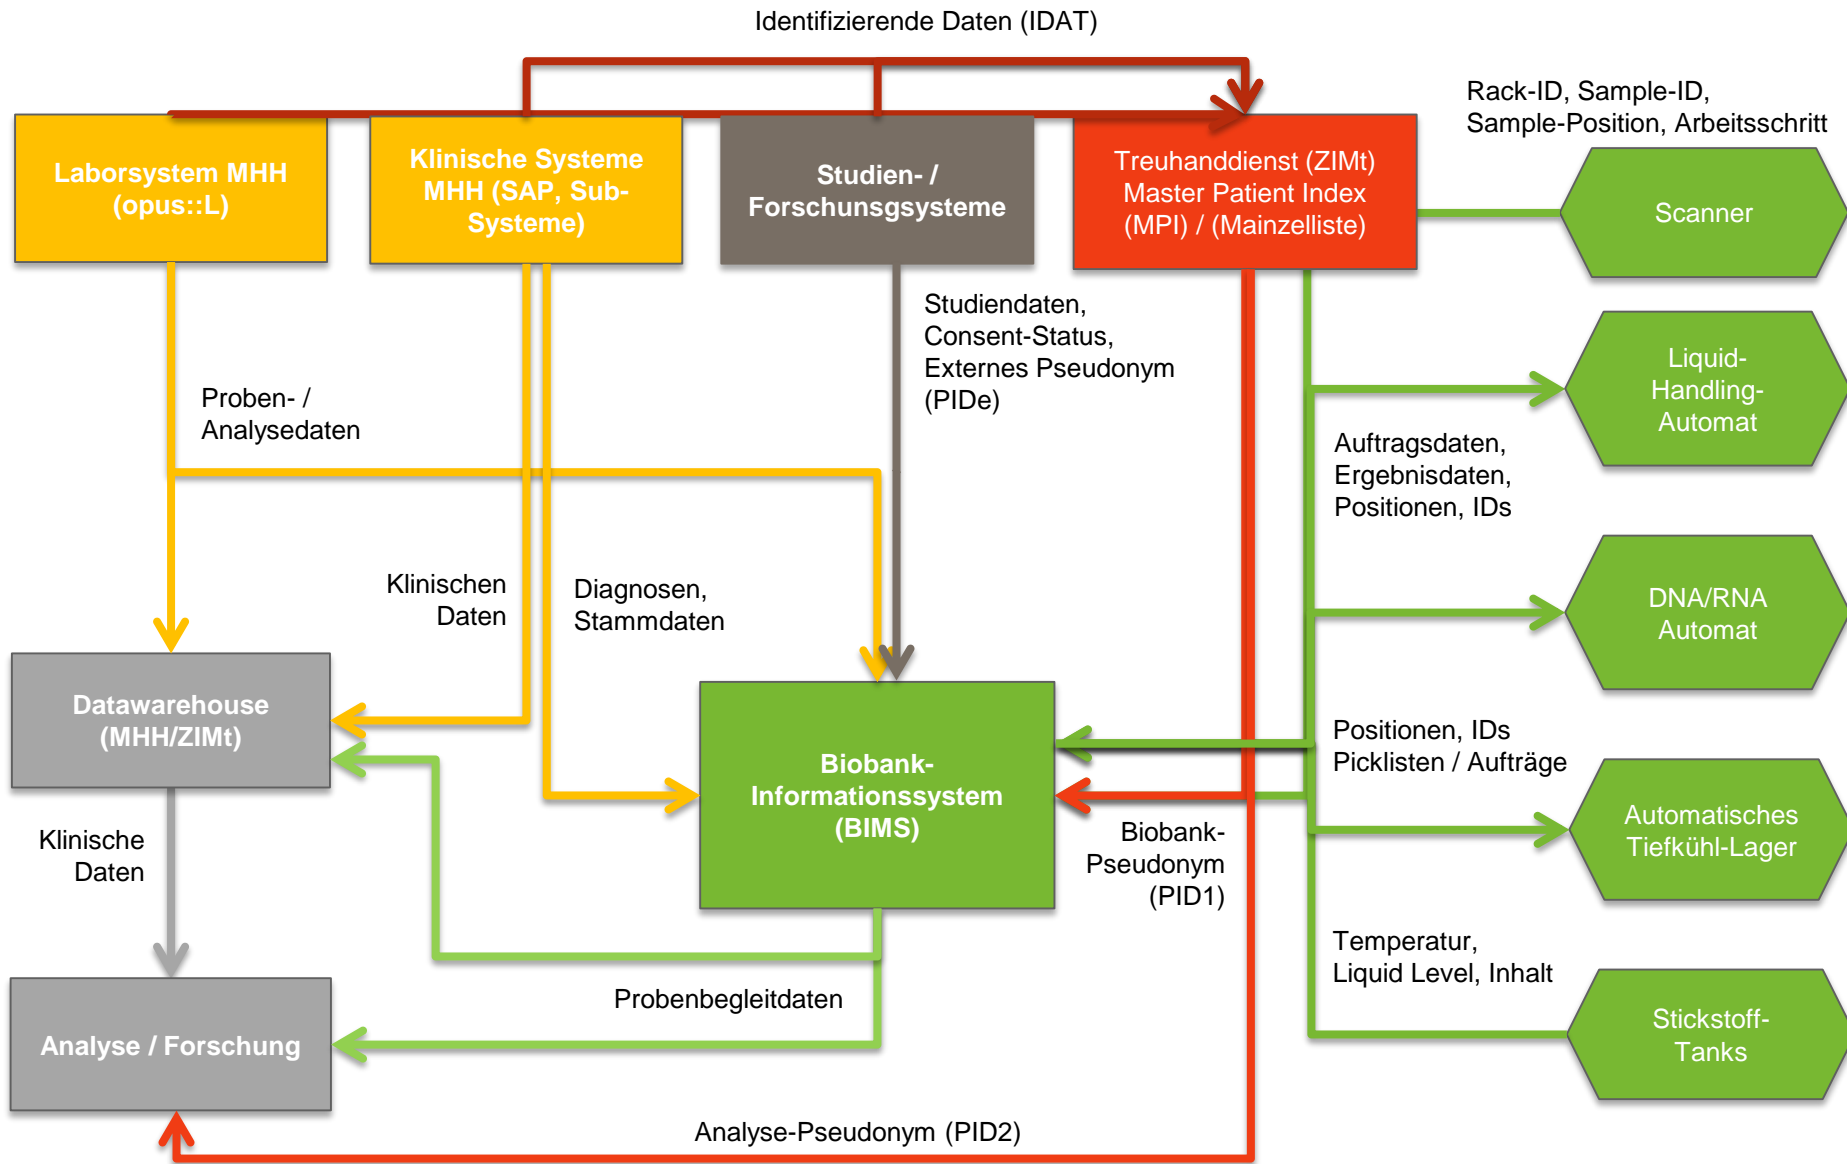 Identifizierende Daten (IDAT)
Rack-ID, Sample-ID,
Sample-Position, Arbeitsschritt
Laborsystem MHH
(opus::L)
Klinische Systeme
MHH (SAP, Sub-
Systeme)
Studien- /
Forschunsgsysteme
Treuhanddienst (ZIMt)
Master Patient Index
(MPI) / (Mainzelliste)
Scanner
Studiendaten,
Consent-Status,
Externes Pseudonym
(PIDe)
Liquid-
Handling-
Automat
Proben- /
Analysedaten
Auftragsdaten,
Ergebnisdaten,
Positionen, IDs
Klinischen
Daten
Diagnosen,
Stammdaten
DNA/RNA
Automat
Datawarehouse
(MHH/ZIMt)
Biobank-
Informationssystem
(BIMS)
Positionen, IDs
Picklisten / Aufträge
Automatisches
Tiefkühl-Lager
Klinische
Daten
Biobank-
Pseudonym
(PID1)
Temperatur,
Liquid Level, Inhalt
Probenbegleitdaten
Analyse / Forschung
Stickstoff-
Tanks
Analyse-Pseudonym (PID2)